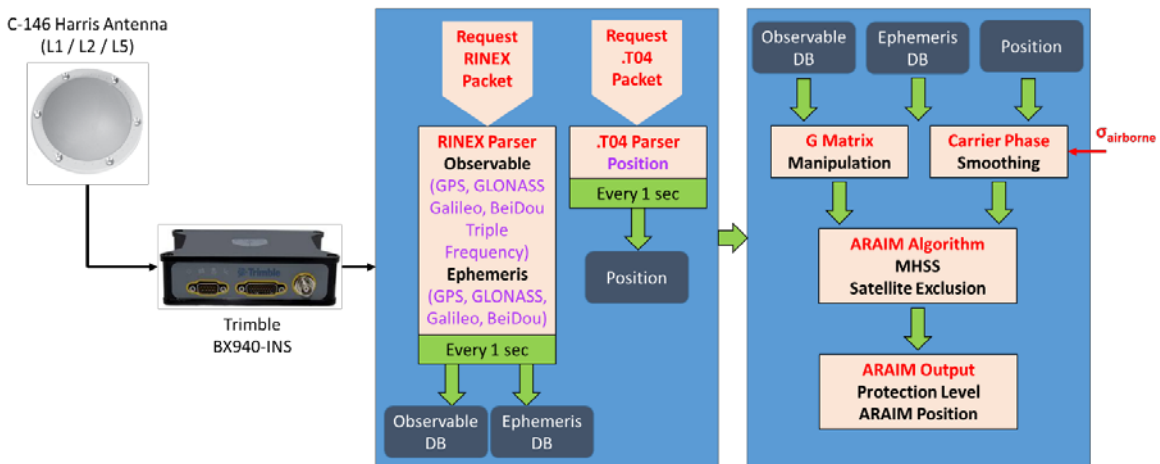 C-146 Harris Antenna
(L1 / L2 / L5)
Trimble
Trimble
BX940-INS
Request
RINEX
Packet
Request
.T04
Packet
RINEX Parser
Observable
(GPS, GLONASS
Galileo, BeiDou
Triple
Frequency)
Ephemeris
(GPS, GLONASS,
Galileo, BeiDou)
Every 1 sec
Observable
DB
Ephemeris
DB
.T04 Parser
Position
Every 1 sec
Position
Observable
DB
Ephemeris
DB
Position
G Matrix
Manipulation
Carrier Phase
Smoothing
σairborne
ARAIM Algorithm
MHSS
Satellite Exclusion
ARAIM Output
Protection Level
ARAIM Position